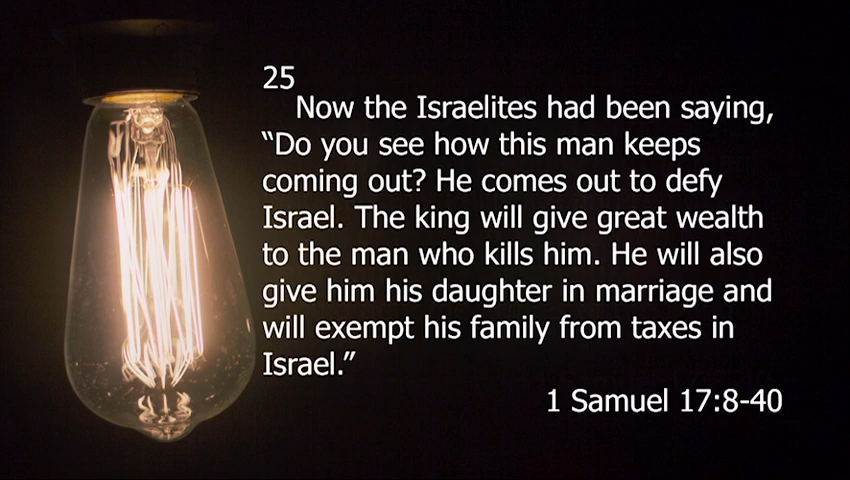 25
Now the Israelites had been saying,
“Do you see how this man keeps
coming out? He comes out to defy
Israel. The king will give great wealth
to the man who kills him. He will also
give him his daughter in marriage and
will exempt his family from taxes in
Israel.”
1 Samuel 17:8-40